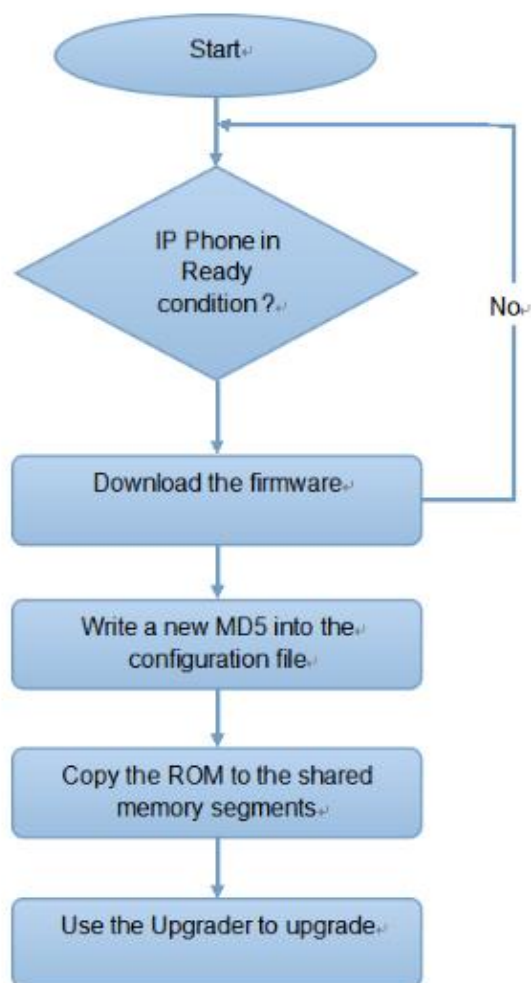 Start
IP Phone in
Ready
condition？
No
Download the firmware
Write a new MD5 into the
configuration file
Copy the ROM to the shared
memory segments
Use the Upgrader to upgrade